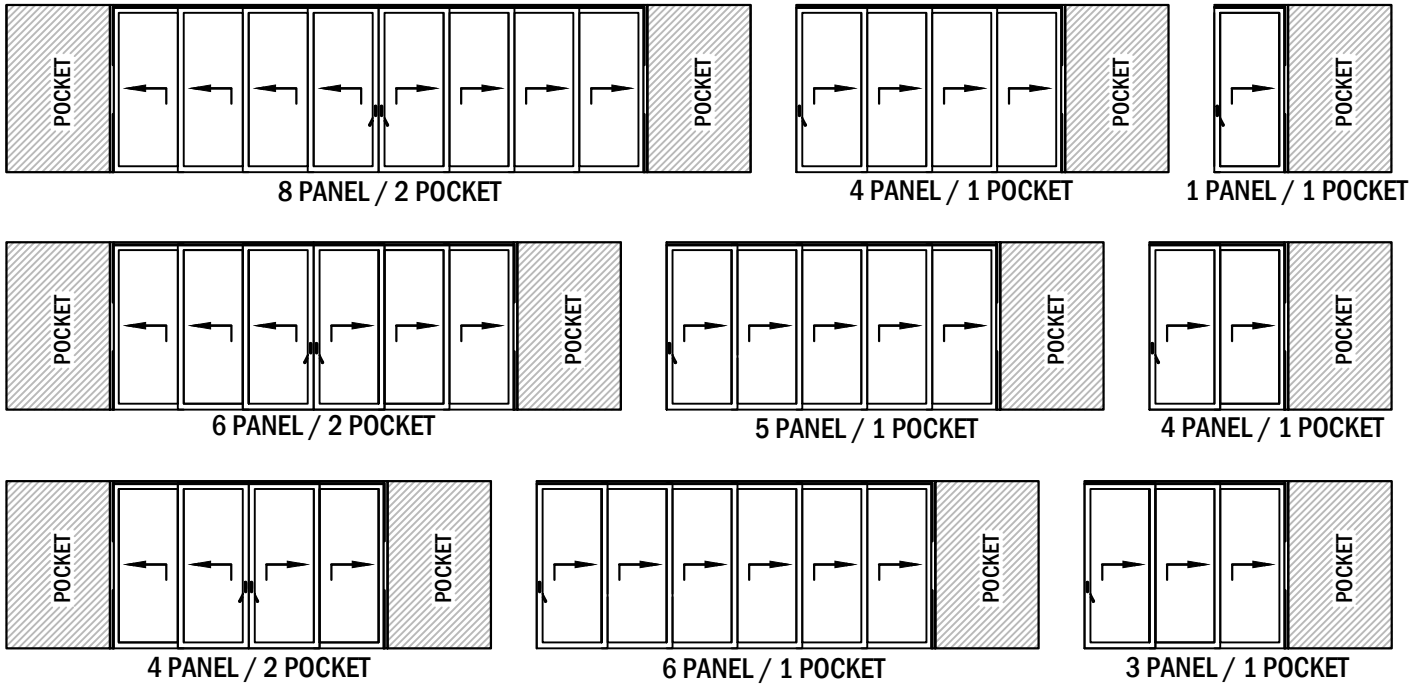 POCKET
POCKET
8 PANEL / 2 POCKET
POCKET
4 PANEL / 1 POCKET
POCKET
1 PANEL / 1 POCKET
POCKET
POCKET
6 PANEL / 2 POCKET
POCKET
5 PANEL / 1 POCKET
POCKET
4 PANEL / 1 POCKET
POCKET
POCKET
4 PANEL / 2 POCKET
POCKET
6 PANEL / 1 POCKET
POCKET
3 PANEL / 1 POCKET